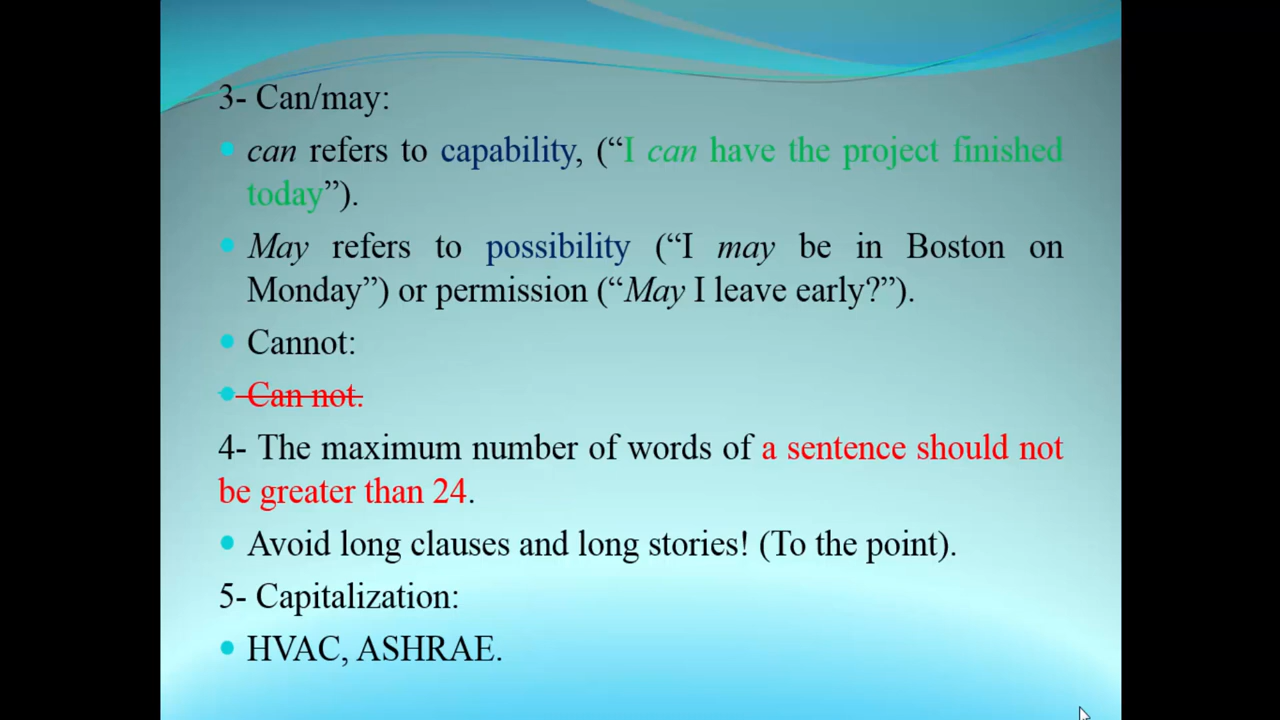 3- Can/may:
• can refers to capability, (“I can have the project finished
today”).
• May refers to possibility (“I may be in Boston on
Monday”) or permission (“May I leave early?”).
• Cannot:
• Can not.
4- The maximum number of words of a sentence should not
be greater than 24.
• Avoid long clauses and long stories! (To the point).
5- Capitalization:
• HVAC, ASHRAE.